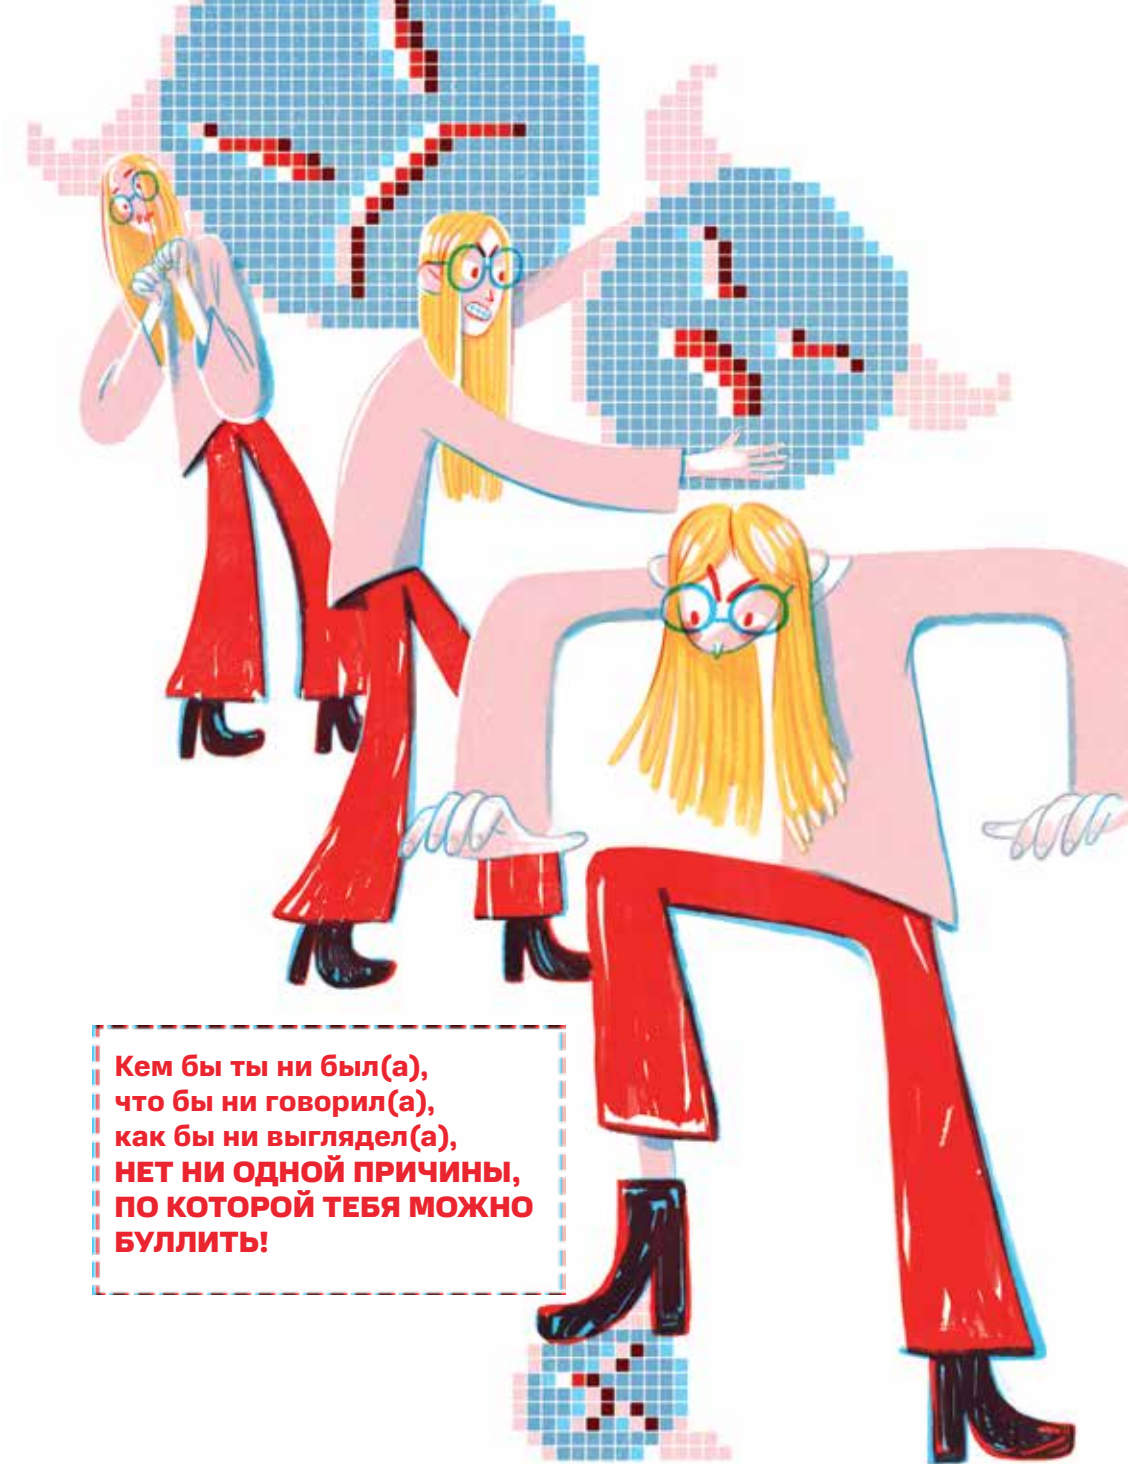 Кем бы ты ни был(а),
что бы ни говорил(а),
как бы ни выглядел(а),
НЕТ НИ ОДНОЙ ПРИЧИНЫ,
ПО КОТОРОЙ ТЕБЯ МОЖНО
БУЛЛИТЬ!